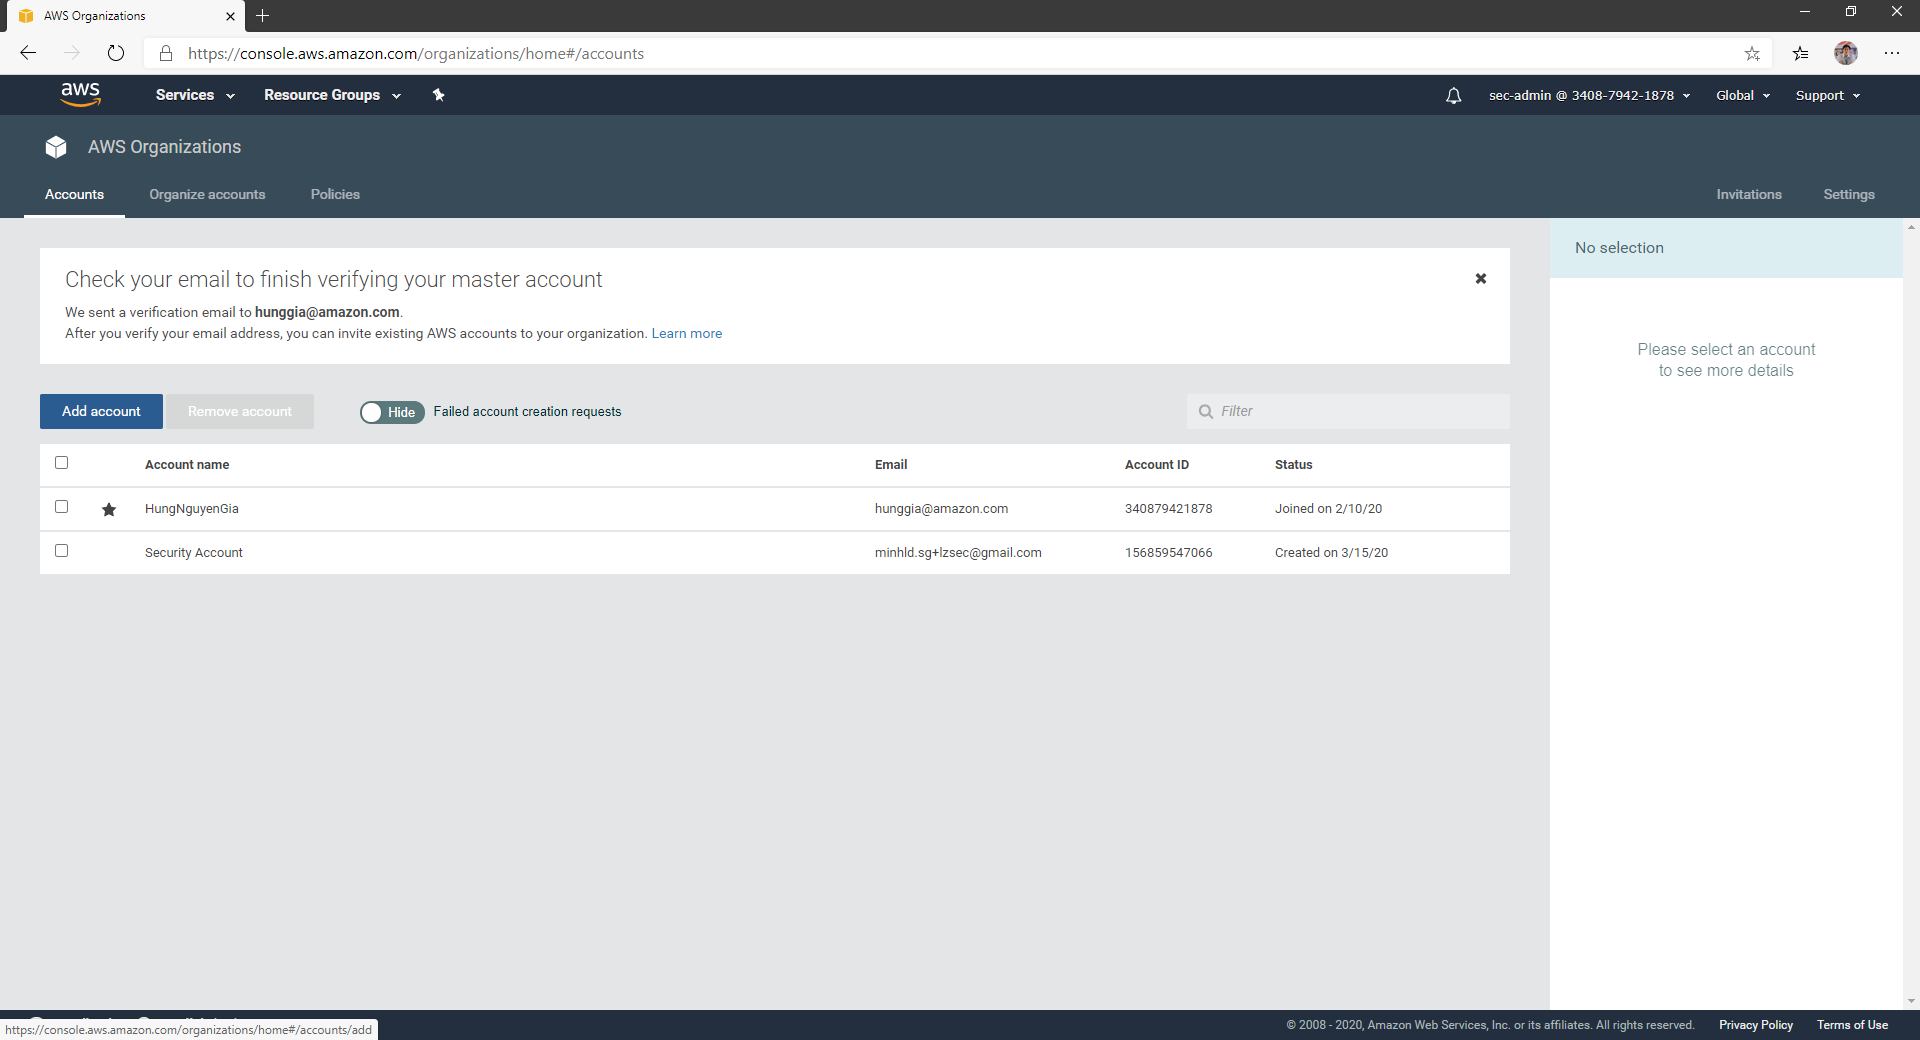 AWS Organizations
https://console.aws.amazon.com/organizations/home#/accounts
aws
Services
Resource Groups
sec-admin @ 3408-7942-1878
Global
Support
AWS Organizations
Accounts
Organize accounts
Policies
Invitations
Settings
Check your email to finish verifying your master account
We sent a verification email to hunggia@amazon.com.
After you verify your email address, you can invite existing AWS accounts to your organization. Learn more
No selection
Please select an account
to see more details
Add account
Remove account
Hide
Failed account creation requests
Filter
Account name Email Account ID Status
HungNguyenGia hunggia@amazon.com 340879421878 Joined on 2/10/20
Security Account minhld.sg+lzsec@gmail.com 156859547066 Created on 3/15/20
https://console.aws.amazon.com/organizations/home#/accounts/add
© 2008 - 2020, Amazon Web Services, Inc. or its affiliates. All rights reserved.
Privacy Policy
Terms of Use